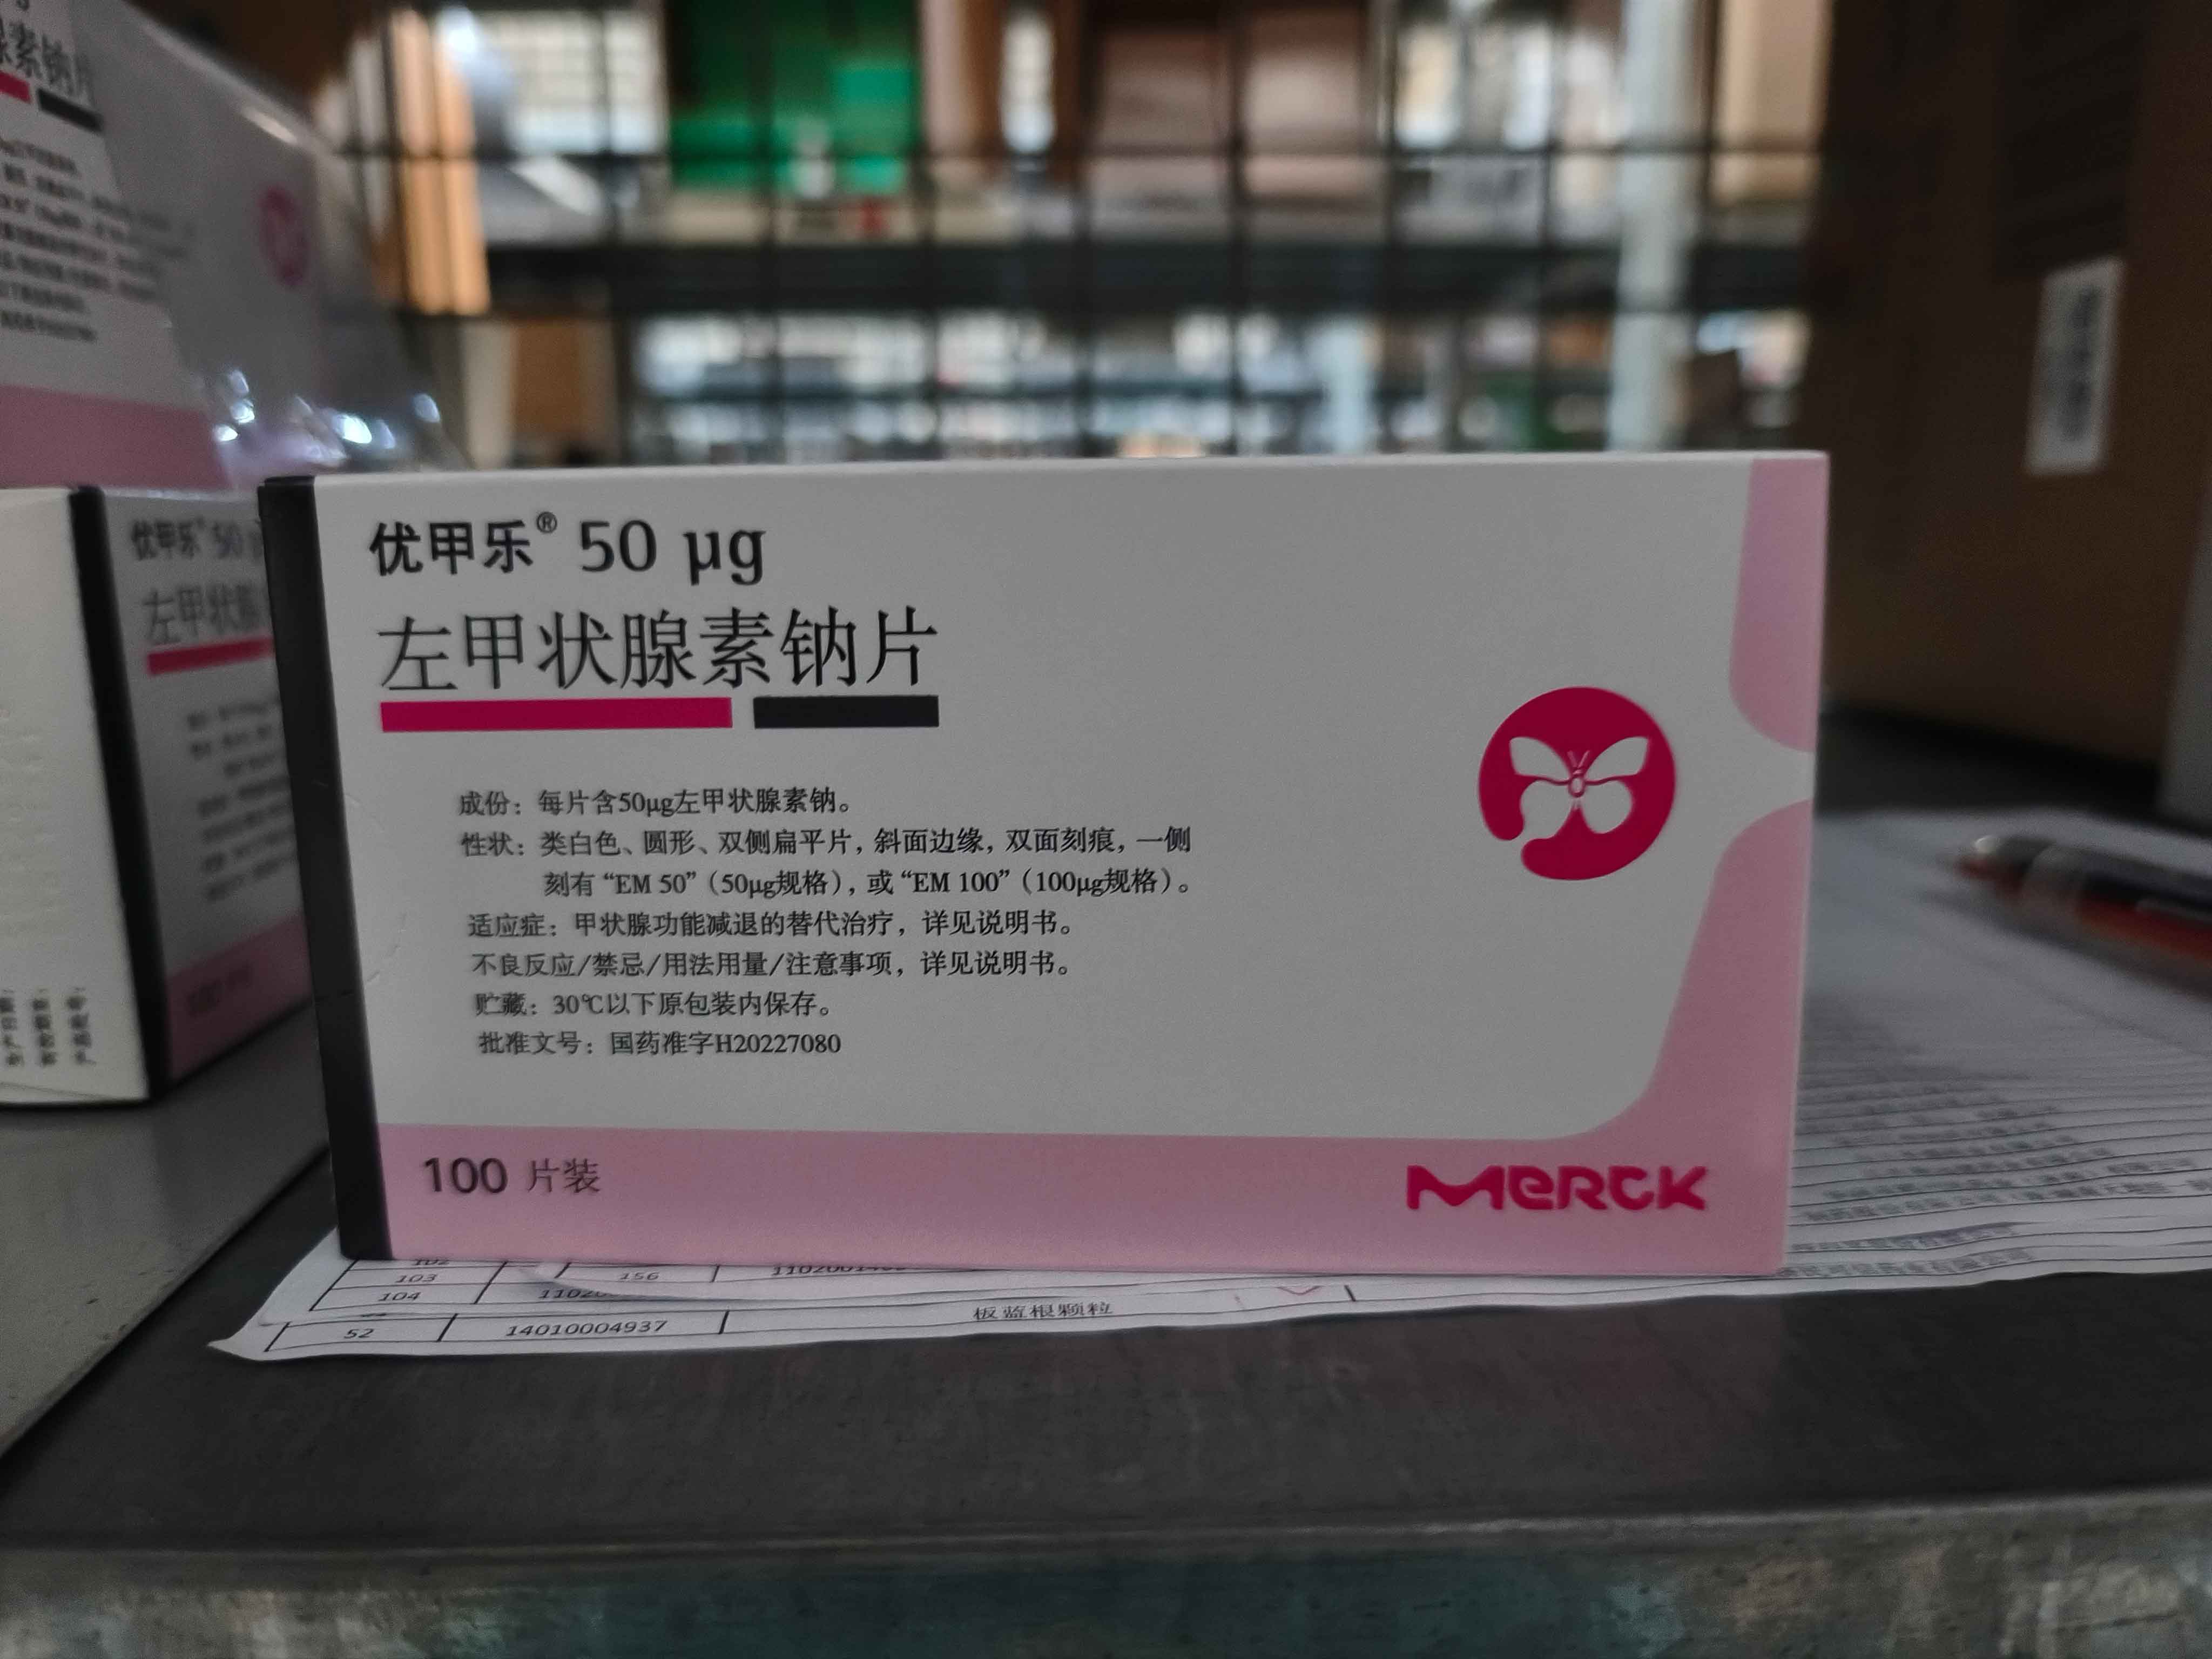 优甲乐® 50 µg
左甲状腺素钠片
成份：每片含50µg左甲状腺素钠。
性状：类白色、圆形、双侧扁平片，斜面边缘，双面刻痕，一侧
刻有“EM 50”（50µg规格），或“EM 100”（100µg规格）。
适应症：甲状腺功能减退的替代治疗，详见说明书。
不良反应/禁忌/用法用量/注意事项，详见说明书。
贮藏：30℃以下原包装内保存。
批准文号：国药准字H20227080
100 片装
MERCK
腺素钠片
优甲乐® 50
左甲状腺
103
156
104
52
14010004937
板蓝根颗粒